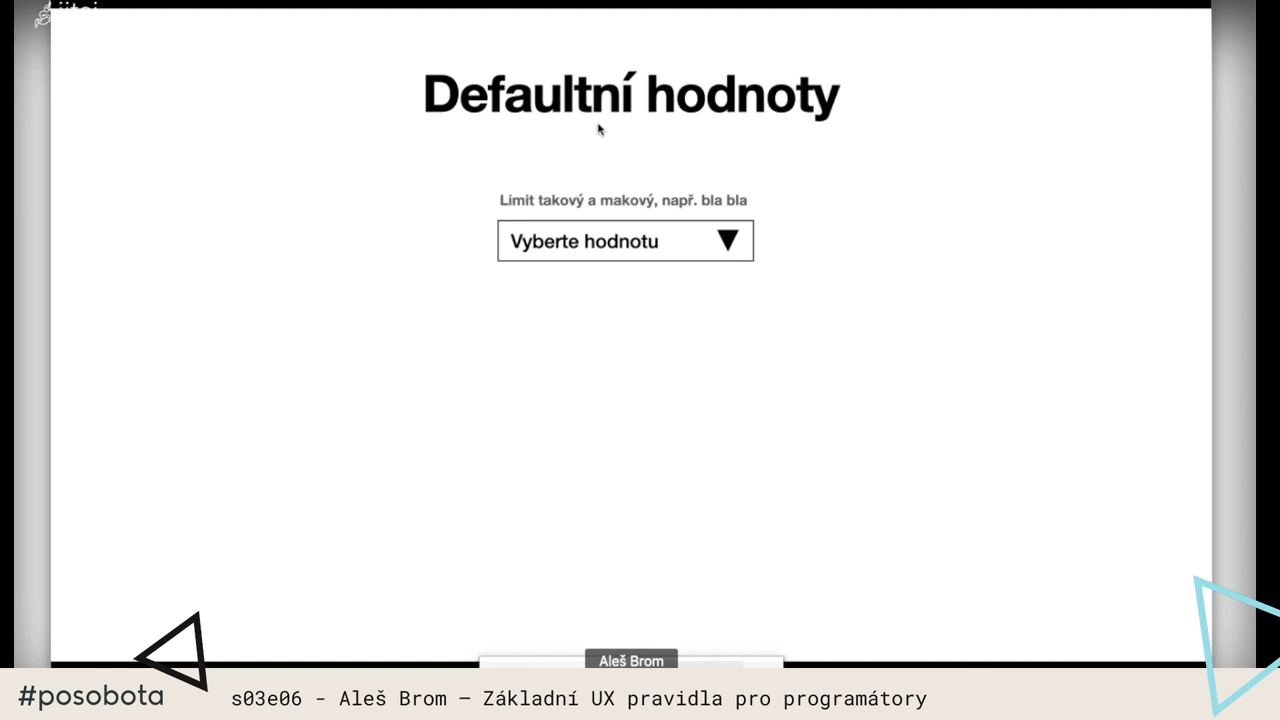 Defaultní hodnoty
Limit takový a makový, např. bla bla
Vyberte hodnotu
Aleš Brom
#posobota
s03e06 - Aleš Brom – Základní UX pravidla pro programátory